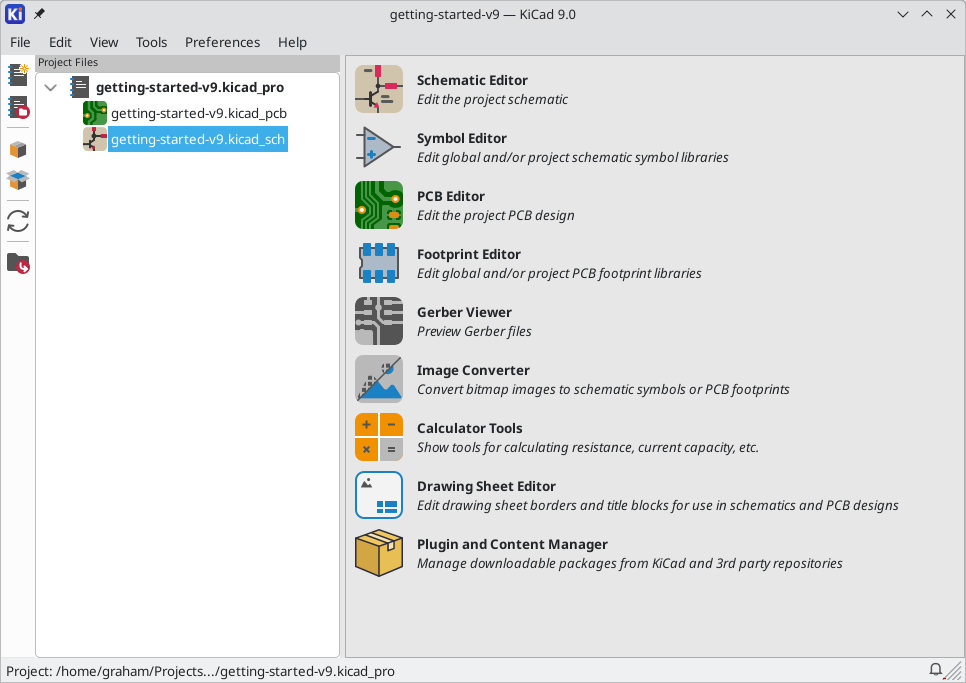 Ki
getting-started-v9 — KiCad 9.0
File Edit View Tools Preferences Help
Project Files
getting-started-v9.kicad_pro
getting-started-v9.kicad_pcb
getting-started-v9.kicad_sch
Schematic Editor
Edit the project schematic
Symbol Editor
Edit global and/or project schematic symbol libraries
PCB Editor
Edit the project PCB design
Footprint Editor
Edit global and/or project PCB footprint libraries
Gerber Viewer
Preview Gerber files
Image Converter
Convert bitmap images to schematic symbols or PCB footprints
Calculator Tools
Show tools for calculating resistance, current capacity, etc.
Drawing Sheet Editor
Edit drawing sheet borders and title blocks for use in schematics and PCB designs
Plugin and Content Manager
Manage downloadable packages from KiCad and 3rd party repositories
Project: /home/graham/Projects.../getting-started-v9.kicad_pro